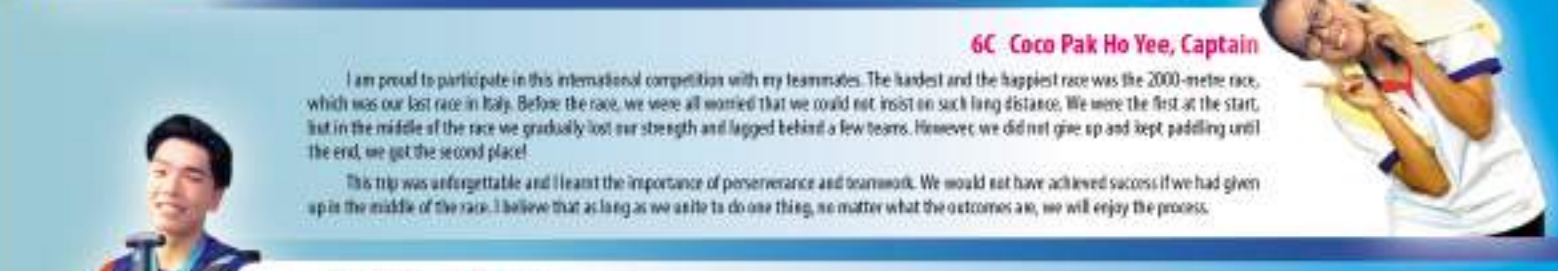 6C Coco Pak Ho Yee, Captain
I am proud to participate in this international competition with my teammates. The hardest and the happiest race was the 2000-metre race,
which was our last race in Italy. Before the race, we were all worried that we could not insist on such long distance. We were the first at the start,
but in the middle of the race we gradually lost our strength and lagged behind a few teams. However, we did not give up and kept paddling until
the end, we got the second place!
This trip was unforgettable and I learnt the importance of perserverance and teamwork. We would not have achieved success if we had given
up in the middle of the race. I believe that as long as we unite to do one thing, no matter what the outcomes are, we will enjoy the process.